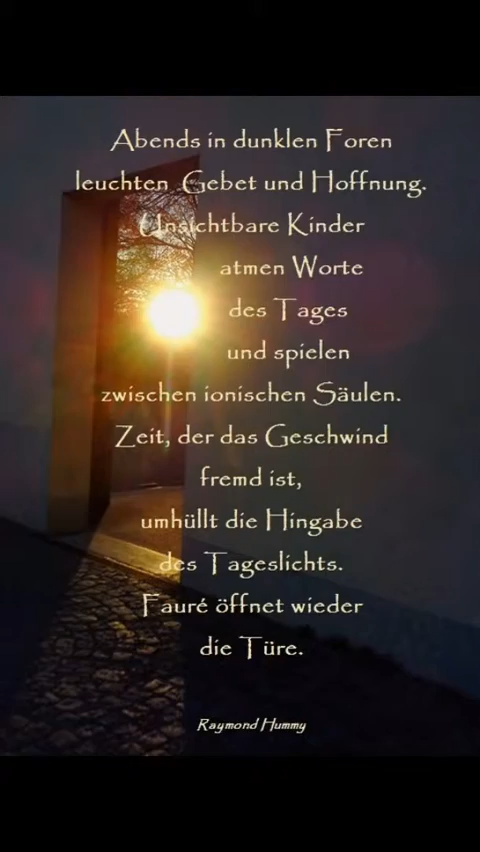 Abends in dunklen Foren
leuchten Gebet und Hoffnung.
Unsichtbare Kinder
atmen Worte
des Tages
und spielen
zwischen ionischen Säulen.
Zeit, der das Geschwind
fremd ist,
umhüllt die Hingabe
des Tageslichts.
Fauré öffnet wieder
die Türe.
Raymond Hummy